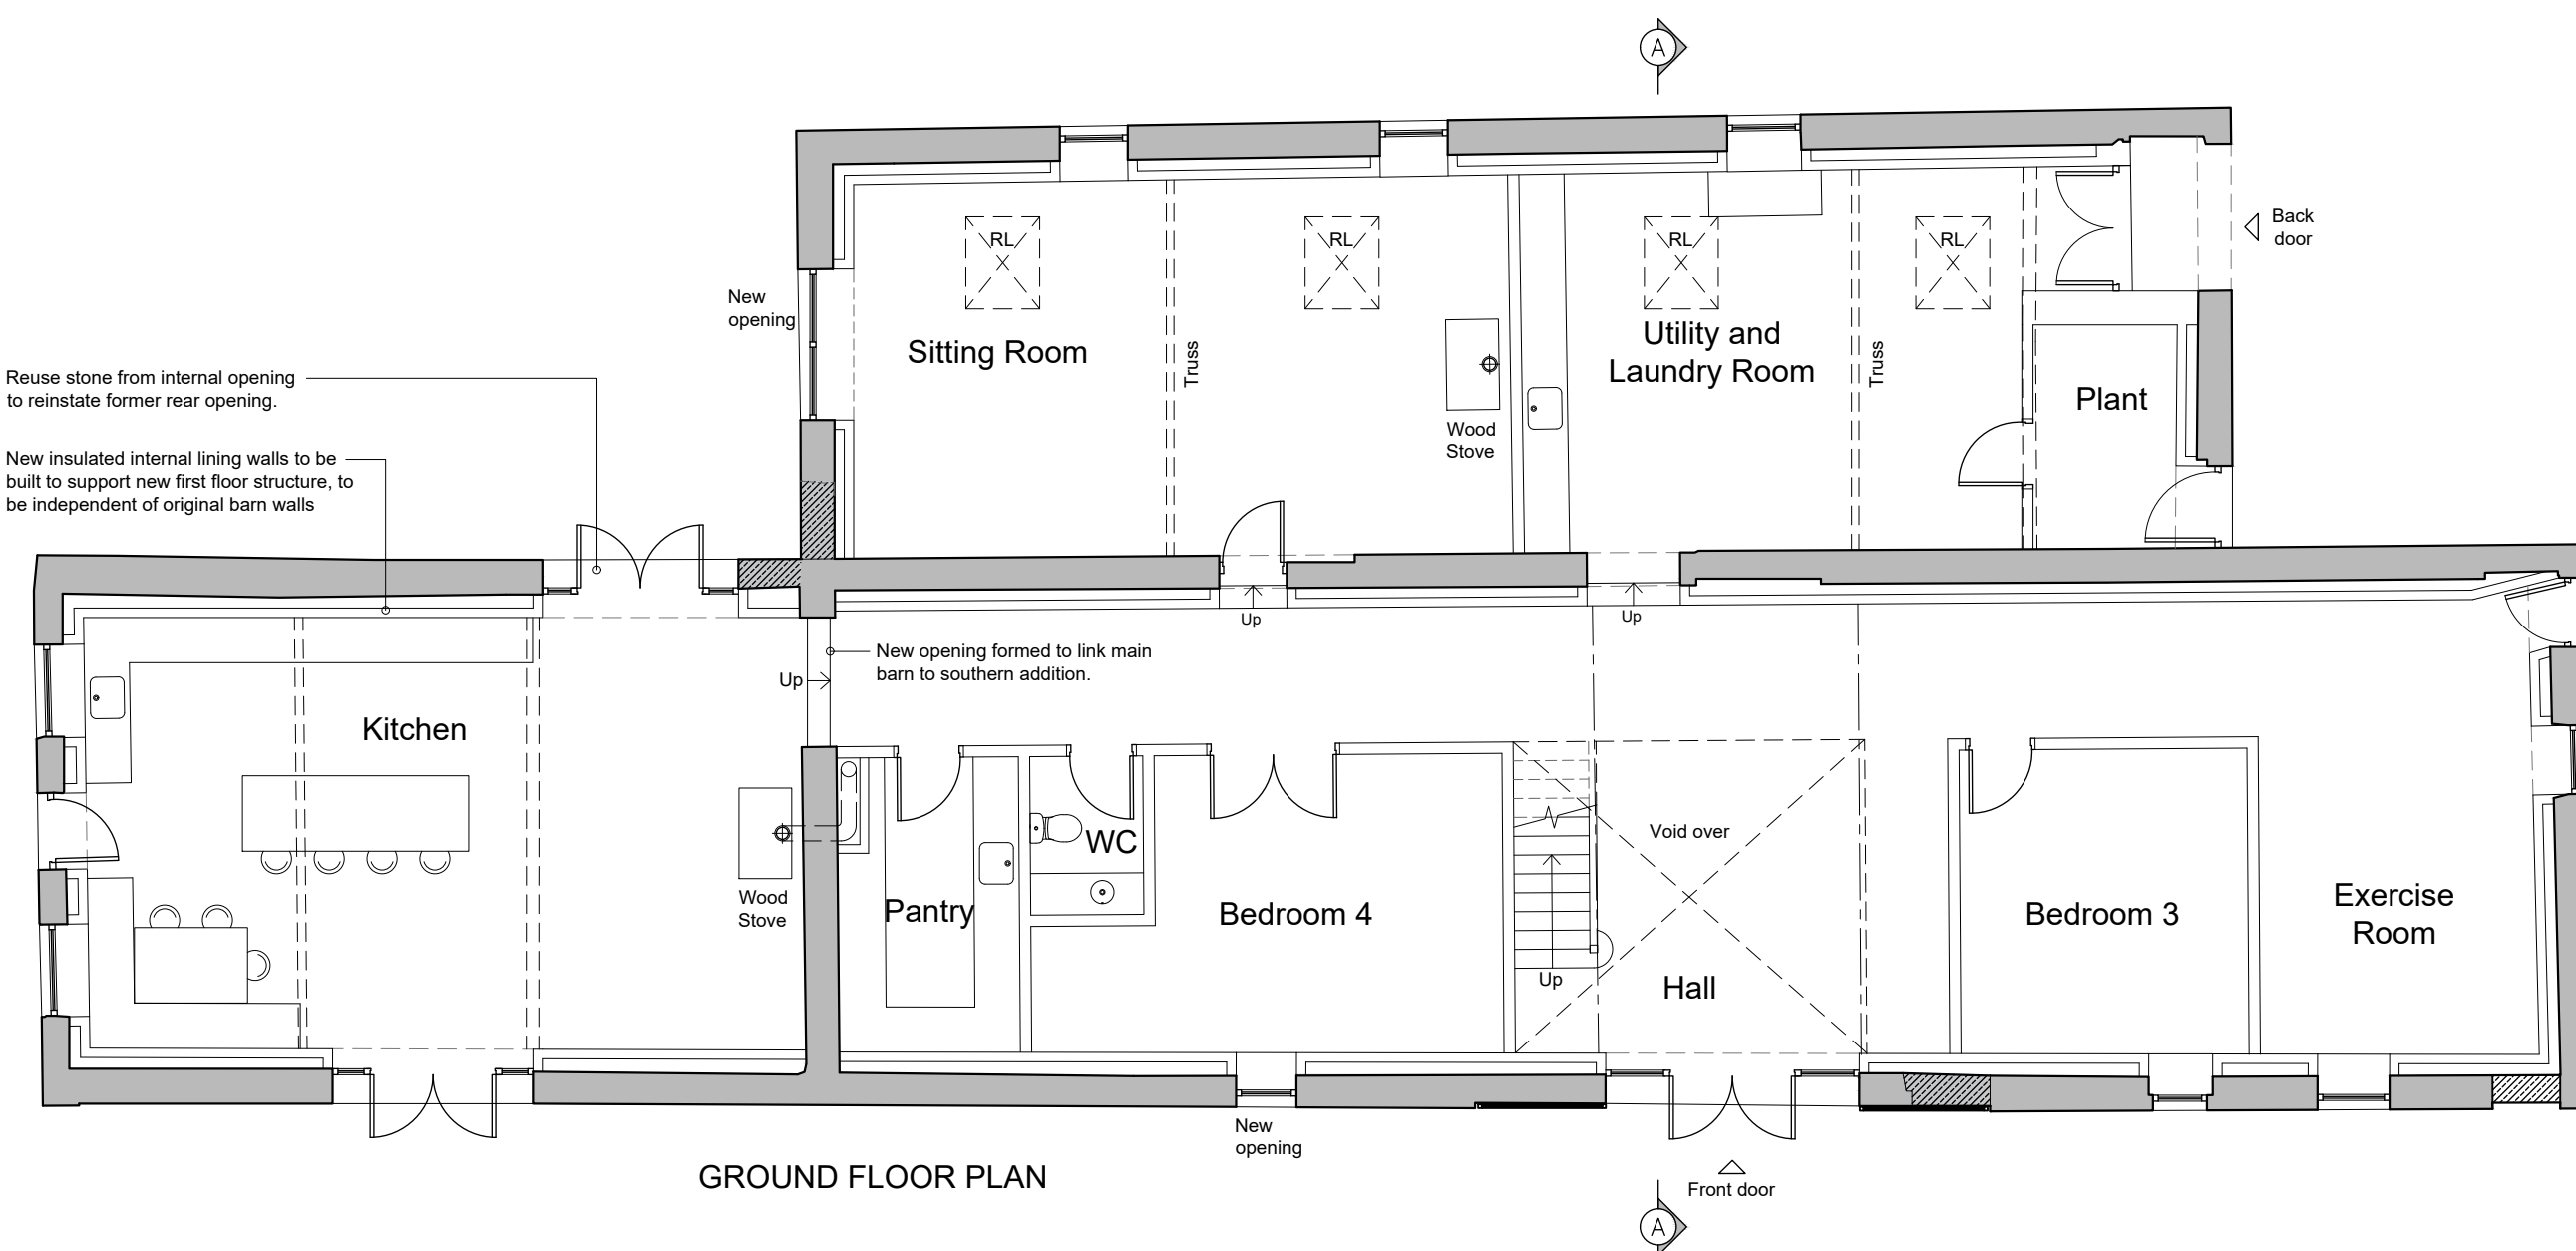 A
Back
door
RL
RL
RL
RL
New
opening
Sitting Room
Truss
Utility and
Laundry Room
Truss
Plant
Wood
Stove
Reuse stone from internal opening
to reinstate former rear opening.
New insulated internal lining walls to be
built to support new first floor structure, to
be independent of original barn walls
Up
Up
New opening formed to link main
barn to southern addition.
Up
Kitchen
Void over
WC
Wood
Stove
Pantry
Bedroom 4
Bedroom 3
Exercise
Room
Up
Hall
New
opening
GROUND FLOOR PLAN
Front door
A